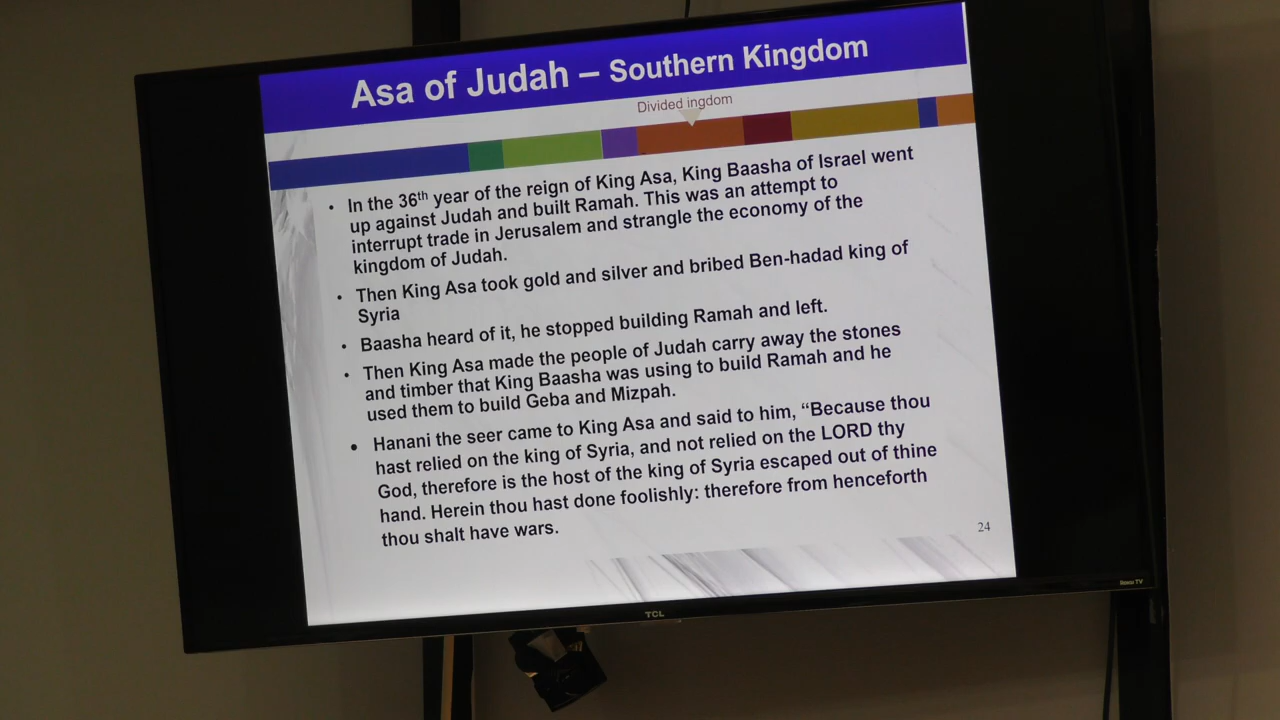 Asa of Judah – Southern Kingdom
Divided ingdom
• In the 36th year of the reign of King Asa, King Baasha of Israel went
up against Judah and built Ramah. This was an attempt to
interrupt trade in Jerusalem and strangle the economy of the
kingdom of Judah.
• Then King Asa took gold and silver and bribed Ben-hadad king of
Syria
• Baasha heard of it, he stopped building Ramah and left.
• Then King Asa made the people of Judah carry away the stones
and timber that King Baasha was using to build Ramah and he
used them to build Geba and Mizpah.
• Hanani the seer came to King Asa and said to him, “Because thou
hast relied on the king of Syria, and not relied on the LORD thy
God, therefore is the host of the king of Syria escaped out of thine
hand. Herein thou hast done foolishly: therefore from henceforth
thou shalt have wars.
24
TCL
Roku TV